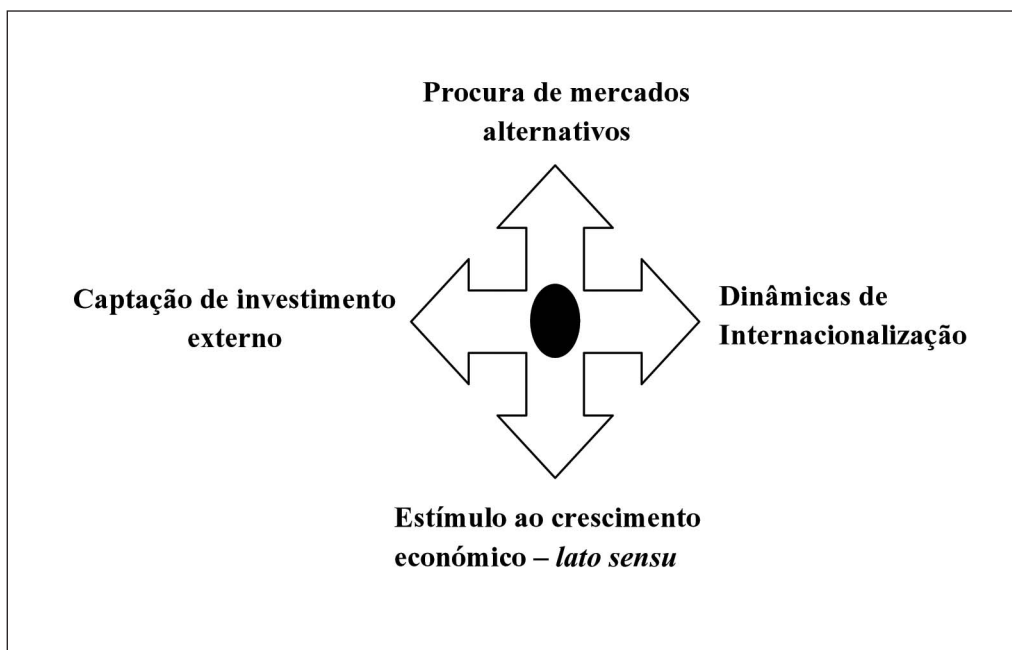 Procura de mercados
alternativos
Captação de investimento
externo
Dinâmicas de
Internacionalização
Estímulo ao crescimento
económico – lato sensu